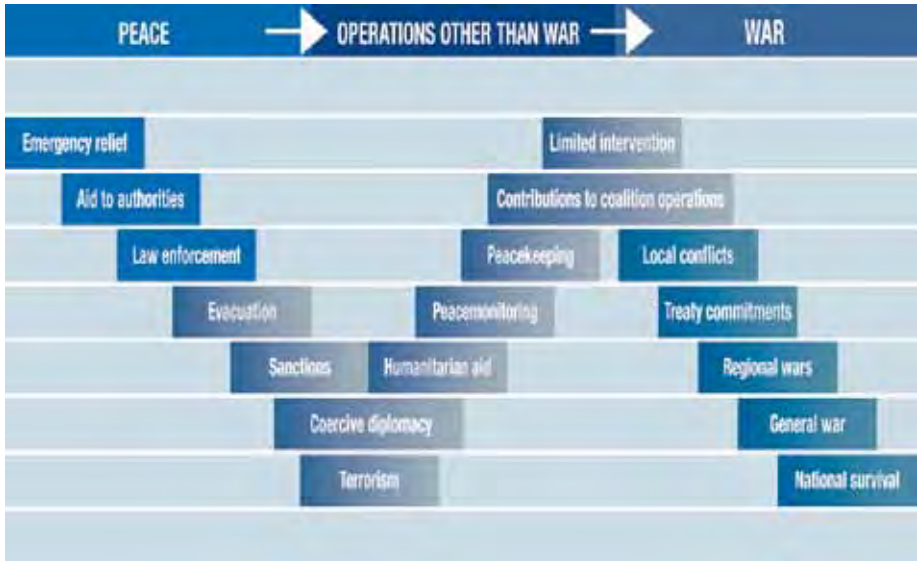 PEACE OPERATIONS OTHER THAN WAR WAR
Emergency relief Limited intervention
Aid to authorities Contributions to coalition operations
Law enforcement Peacekeeping Local conflicts
Evacuation Peacemonitoring Treaty commitments
Sanctions Humanitarian aid Regional wars
Coercive diplomacy General war
Terrorism National survival